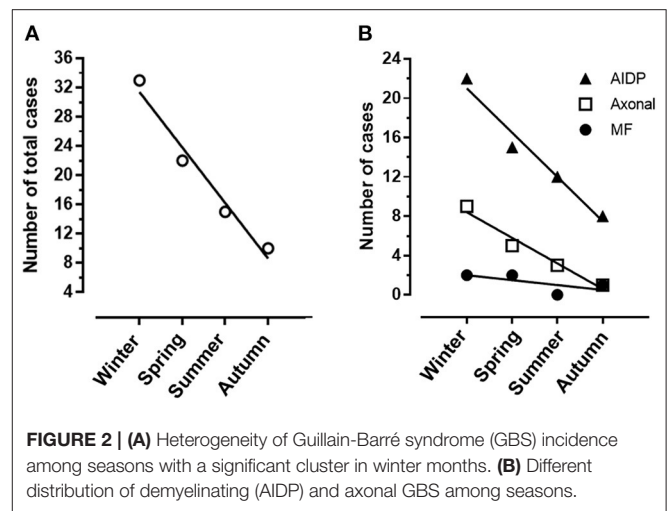 A
Number of total cases
36
32
28
24
20
16
12
8
4
Winter
Spring
Summer
Autumn
B
Number of cases
24
20
16
12
8
4
0
AIDP
Axonal
MF
Winter
Spring
Summer
Autumn
FIGURE 2 | (A) Heterogeneity of Guillain-Barré syndrome (GBS) incidence
among seasons with a significant cluster in winter months. (B) Different
distribution of demyelinating (AIDP) and axonal GBS among seasons.